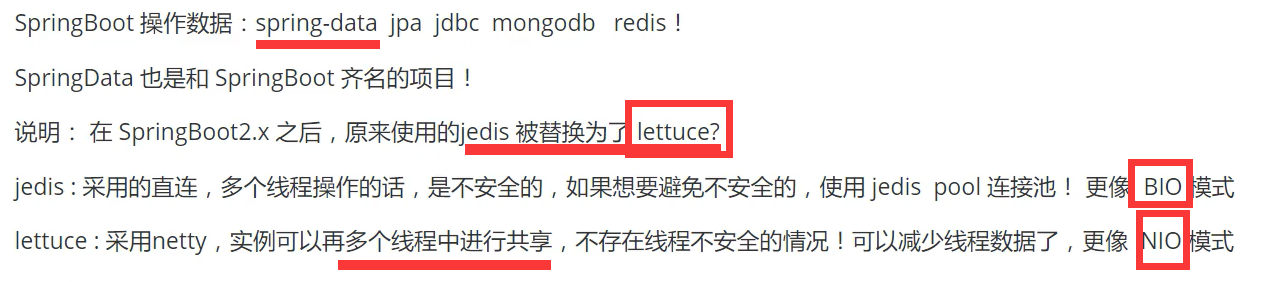 SpringBoot 操作数据：spring-data jpa jdbc mongodb redis！
SpringData 也是和 SpringBoot 齐名的项目！
说明： 在 SpringBoot2.x 之后，原来使用的jedis 被替换为了 lettuce?
jedis : 采用的直连，多个线程操作的话，是不安全的，如果想要避免不安全的，使用 jedis pool 连接池！ 更像 BIO 模式
lettuce : 采用netty，实例可以再多个线程中进行共享，不存在线程不安全的情况！可以减少线程数据了，更像 NIO 模式